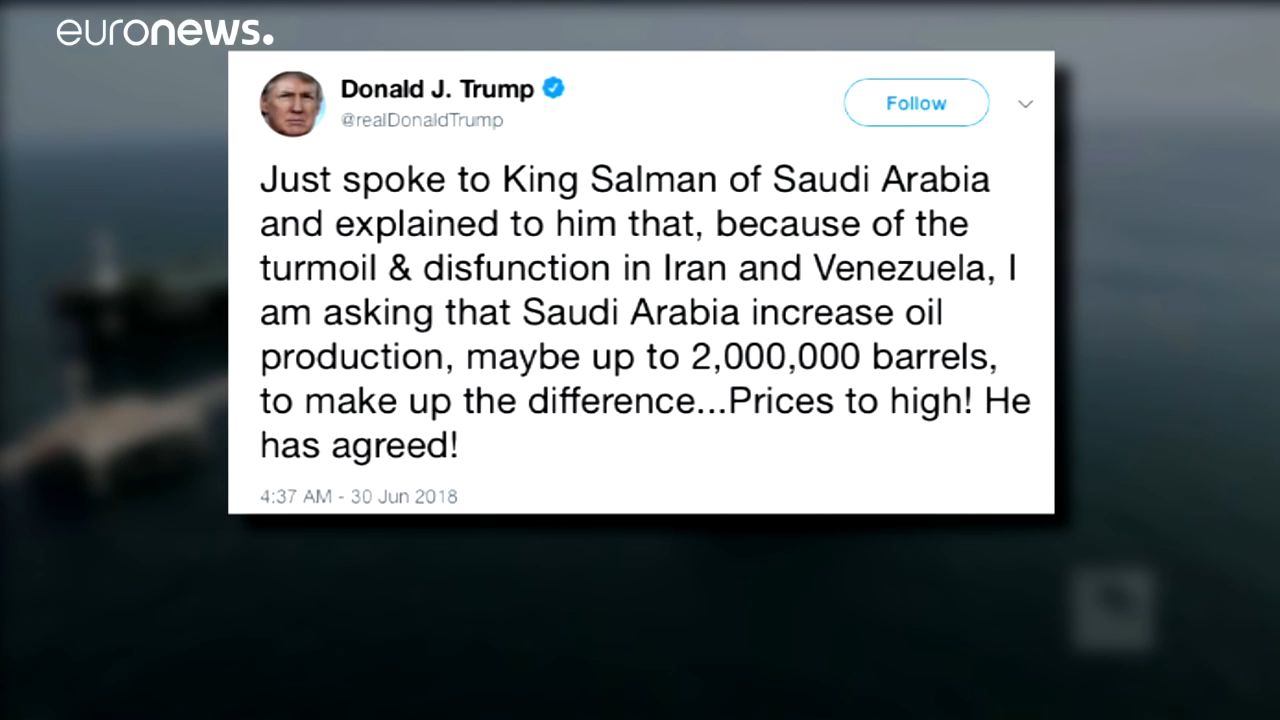 euronews.
Donald J. Trump
@realDonaldTrump
Follow
Just spoke to King Salman of Saudi Arabia
and explained to him that, because of the
turmoil & disfunction in Iran and Venezuela, I
am asking that Saudi Arabia increase oil
production, maybe up to 2,000,000 barrels,
to make up the difference...Prices to high! He
has agreed!
4:37 AM - 30 Jun 2018